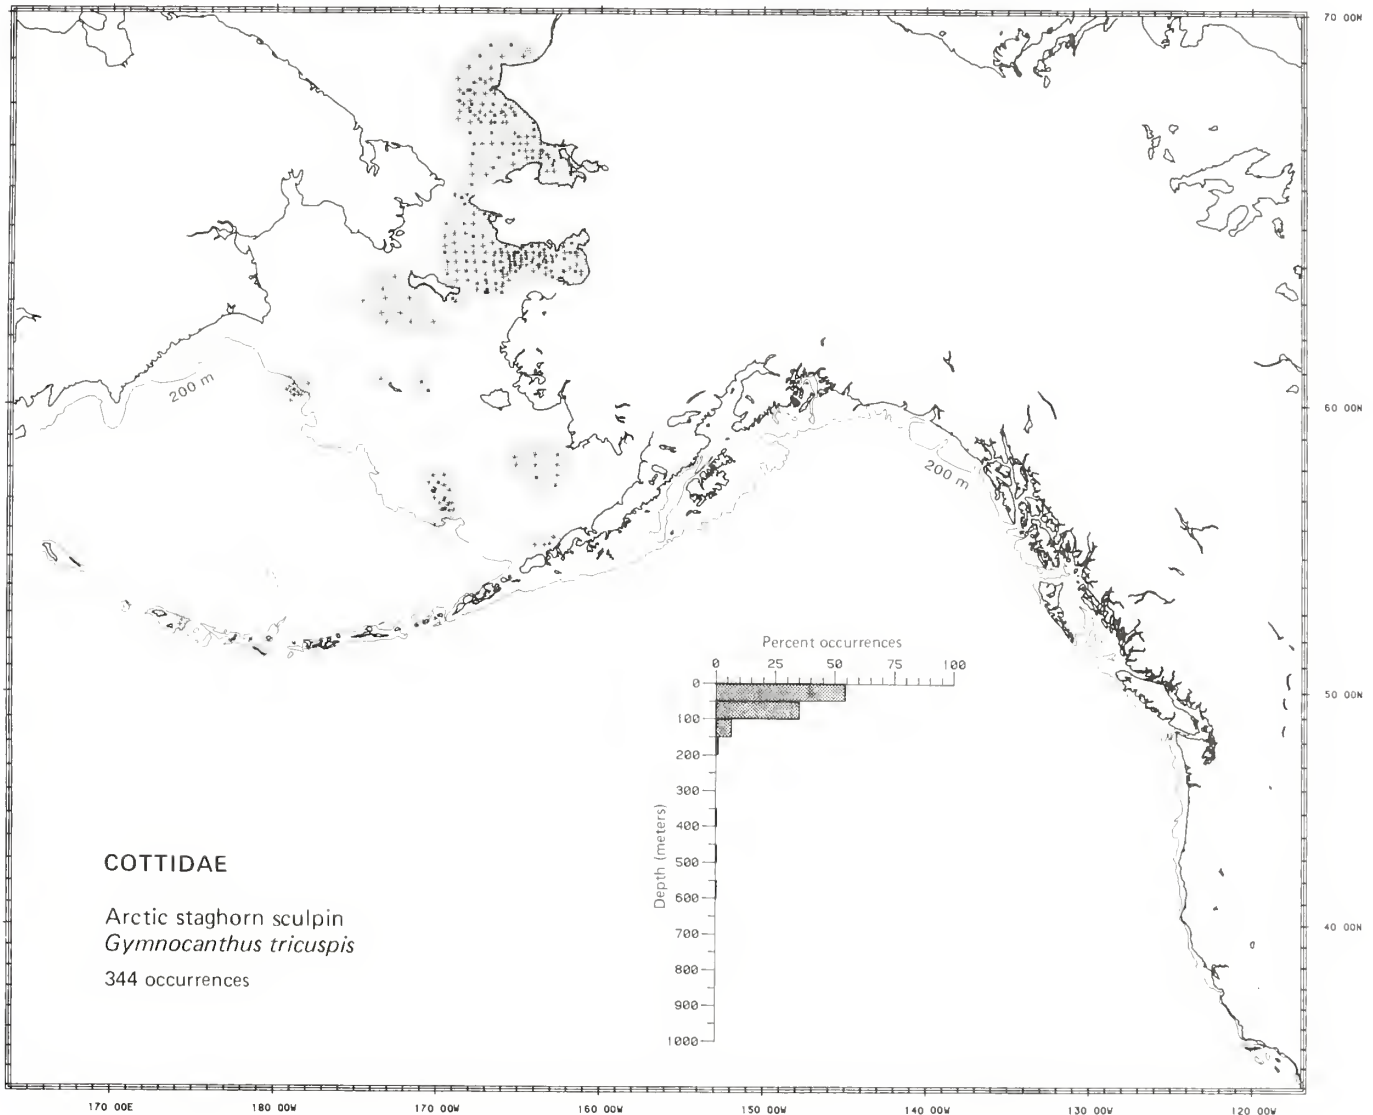 70 00N
200 m
60 00N
200 m
Percent occurrences
0 25 50 75 100
0
100
200
300
400
500
600
700
800
900
1000
Depth (meters)
50 00N
40 00N
COTTIDAE
Arctic staghorn sculpin
Gymnocanthus tricuspis
344 occurrences
170 00E 180 00W 170 00W 160 00W 150 00W 140 00W 130 00W 120 00W